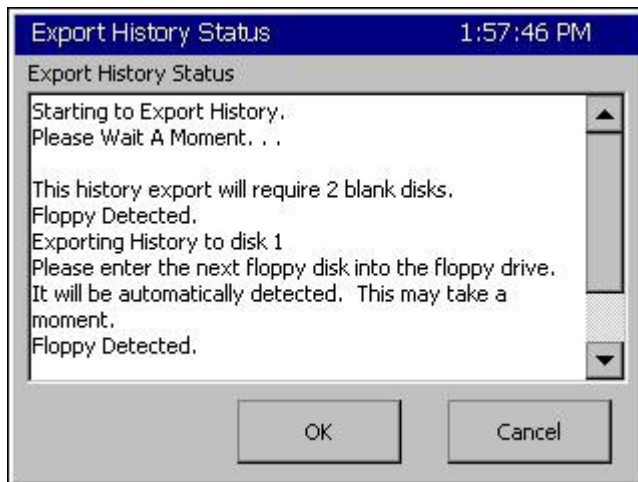 Export History Status 1:57:46 PM
Export History Status
Starting to Export History.
Please Wait A Moment. . .
This history export will require 2 blank disks.
Floppy Detected.
Exporting History to disk 1
Please enter the next floppy disk into the floppy drive.
It will be automatically detected.  This may take a
moment.
Floppy Detected.
OK Cancel